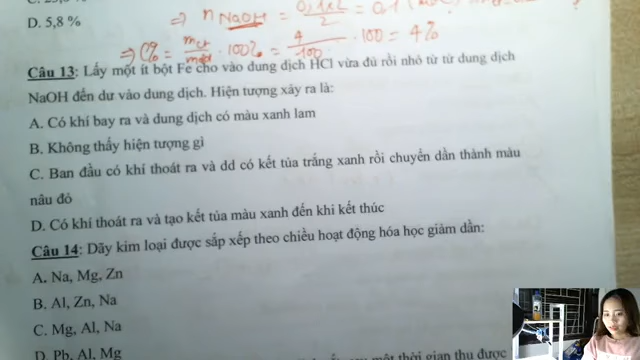 D. 5,8 %
⇒ n NaOH = 0,1x2/2 = 0,1
⇒ C% = mct/mdd . 100% = 4/100 . 100 = 4%
Câu 13: Lấy một ít bột Fe cho vào dung dịch HCl vừa đủ rồi nhỏ từ từ dung dịch
NaOH đến dư vào dung dịch. Hiện tượng xảy ra là:
A. Có khí bay ra và dung dịch có màu xanh lam
B. Không thấy hiện tượng gì
C. Ban đầu có khí thoát ra và dd có kết tủa trắng xanh rồi chuyển dần thành màu
nâu đỏ
D. Có khí thoát ra và tạo kết tủa màu xanh đến khi kết thúc
Câu 14: Dãy kim loại được sắp xếp theo chiều hoạt động hóa học giảm dần:
A. Na, Mg, Zn
B. Al, Zn, Na
C. Mg, Al, Na
D. Pb, Al, Mg
một thời gian thu được